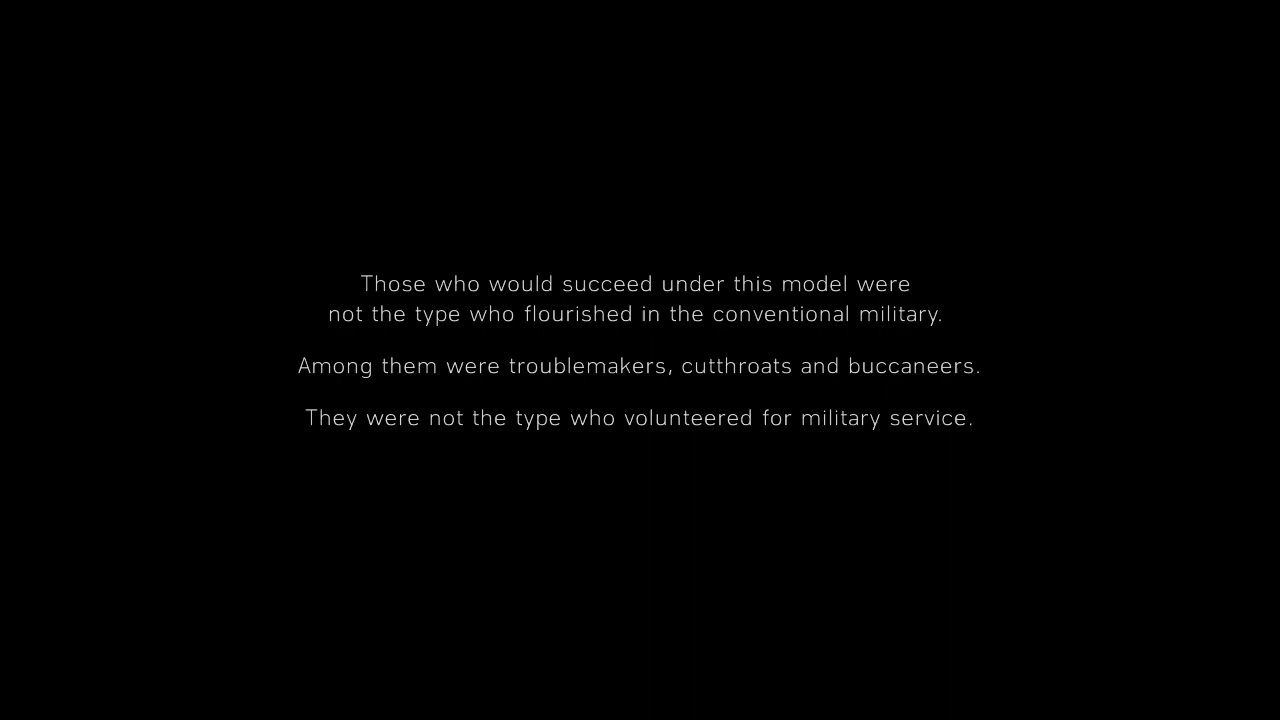 Those who would succeed under this model were
not the type who flourished in the conventional military.
Among them were troublemakers, cutthroats and buccaneers.
They were not the type who volunteered for military service.